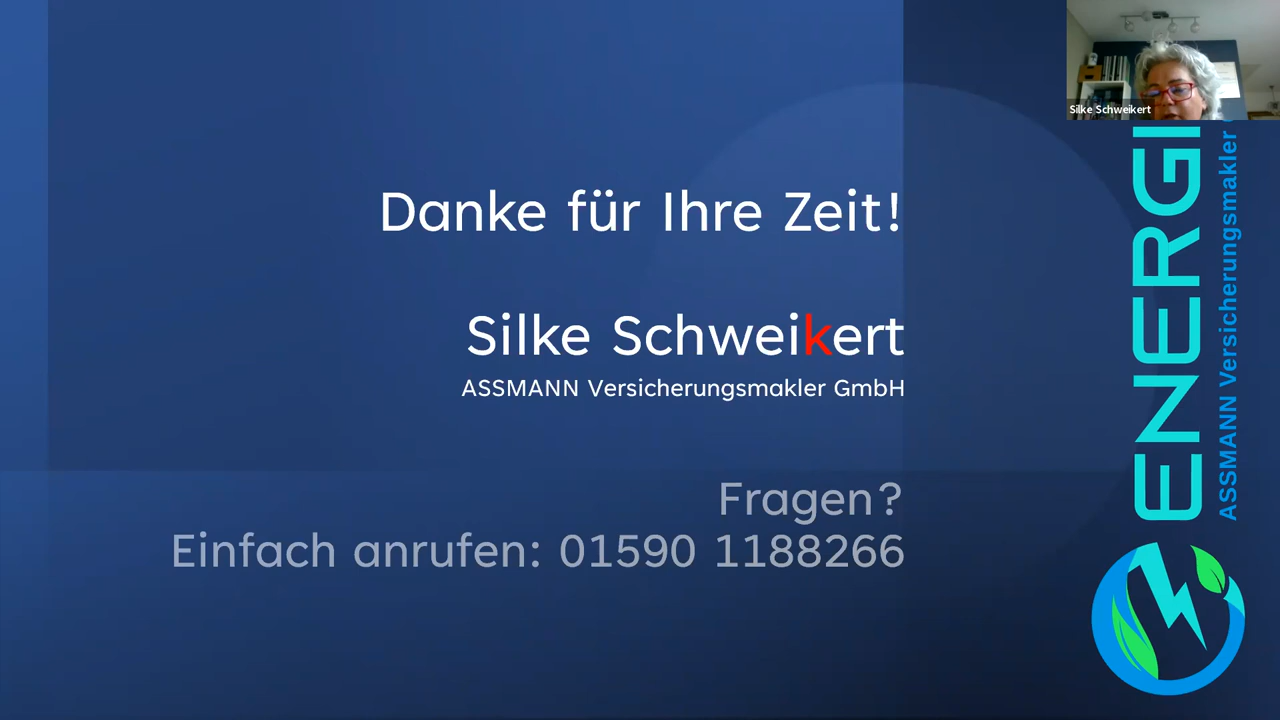 Danke für Ihre Zeit!
Silke Schweikert
ASSMANN Versicherungsmakler GmbH
Fragen?
Einfach anrufen: 01590 1188266
Silke Schweikert
ENERGI
ASSMANN Versicherungsmakler